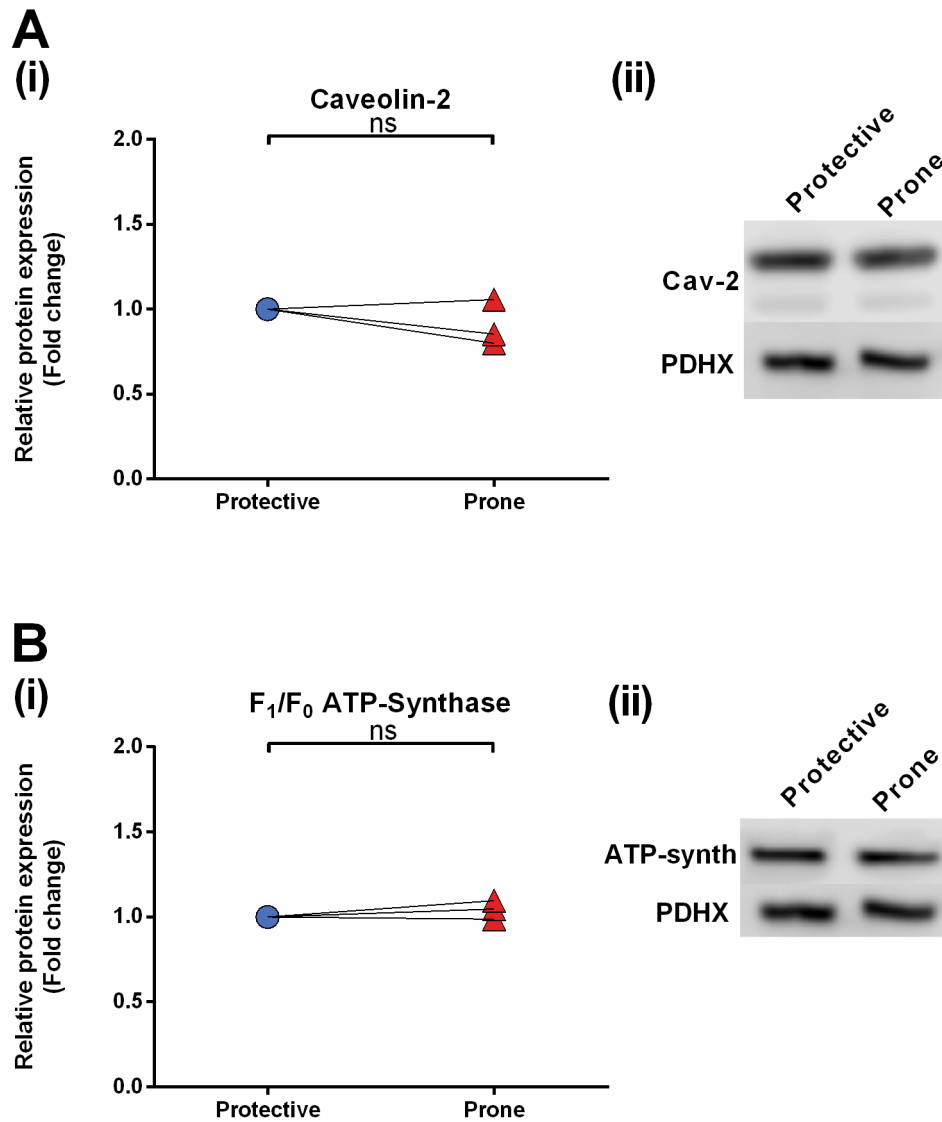 A
(i)
(ii)
Caveolin-2
ns
2.0
1.5
1.0
0.5
0.0
Relative protein expression
(Fold change)
Protective
Prone
Protective
Prone
Cav-2
PDHX
B
(i)
(ii)
F₁/F₀ ATP-Synthase
ns
2.0
1.5
1.0
0.5
0.0
Relative protein expression
(Fold change)
Protective
Prone
Protective
Prone
ATP-synth
PDHX